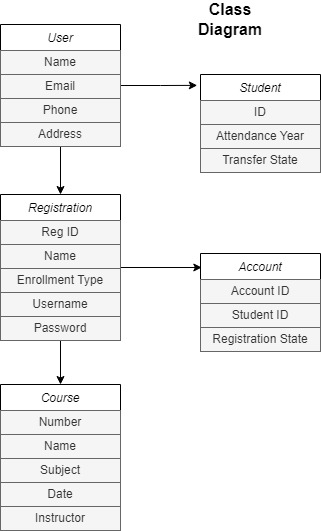 Class
Diagram
User
Name
Email
Phone
Address
Student
ID
Attendance Year
Transfer State
Registration
Reg ID
Name
Enrollment Type
Username
Password
Account
Account ID
Student ID
Registration State
Course
Number
Name
Subject
Date
Instructor